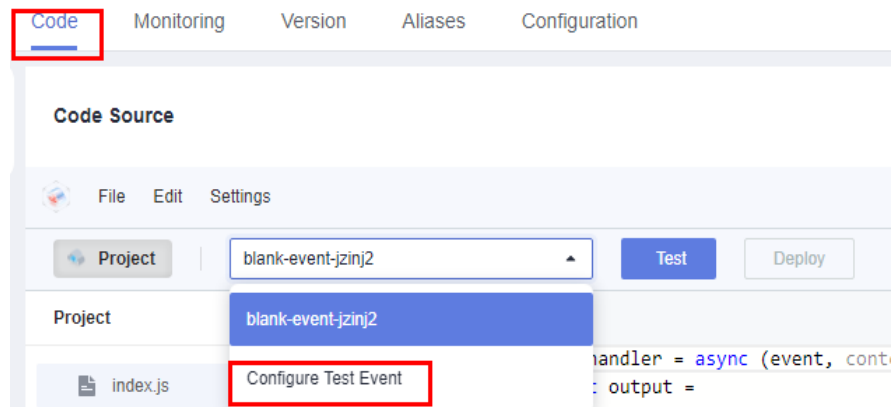 Code Monitoring Version Aliases Configuration
Code Source
File Edit Settings
Project blank-event-jzinj2 Test Deploy
Project blank-event-jzinj2
handler = async (event,
index.js Configure Test Event output =